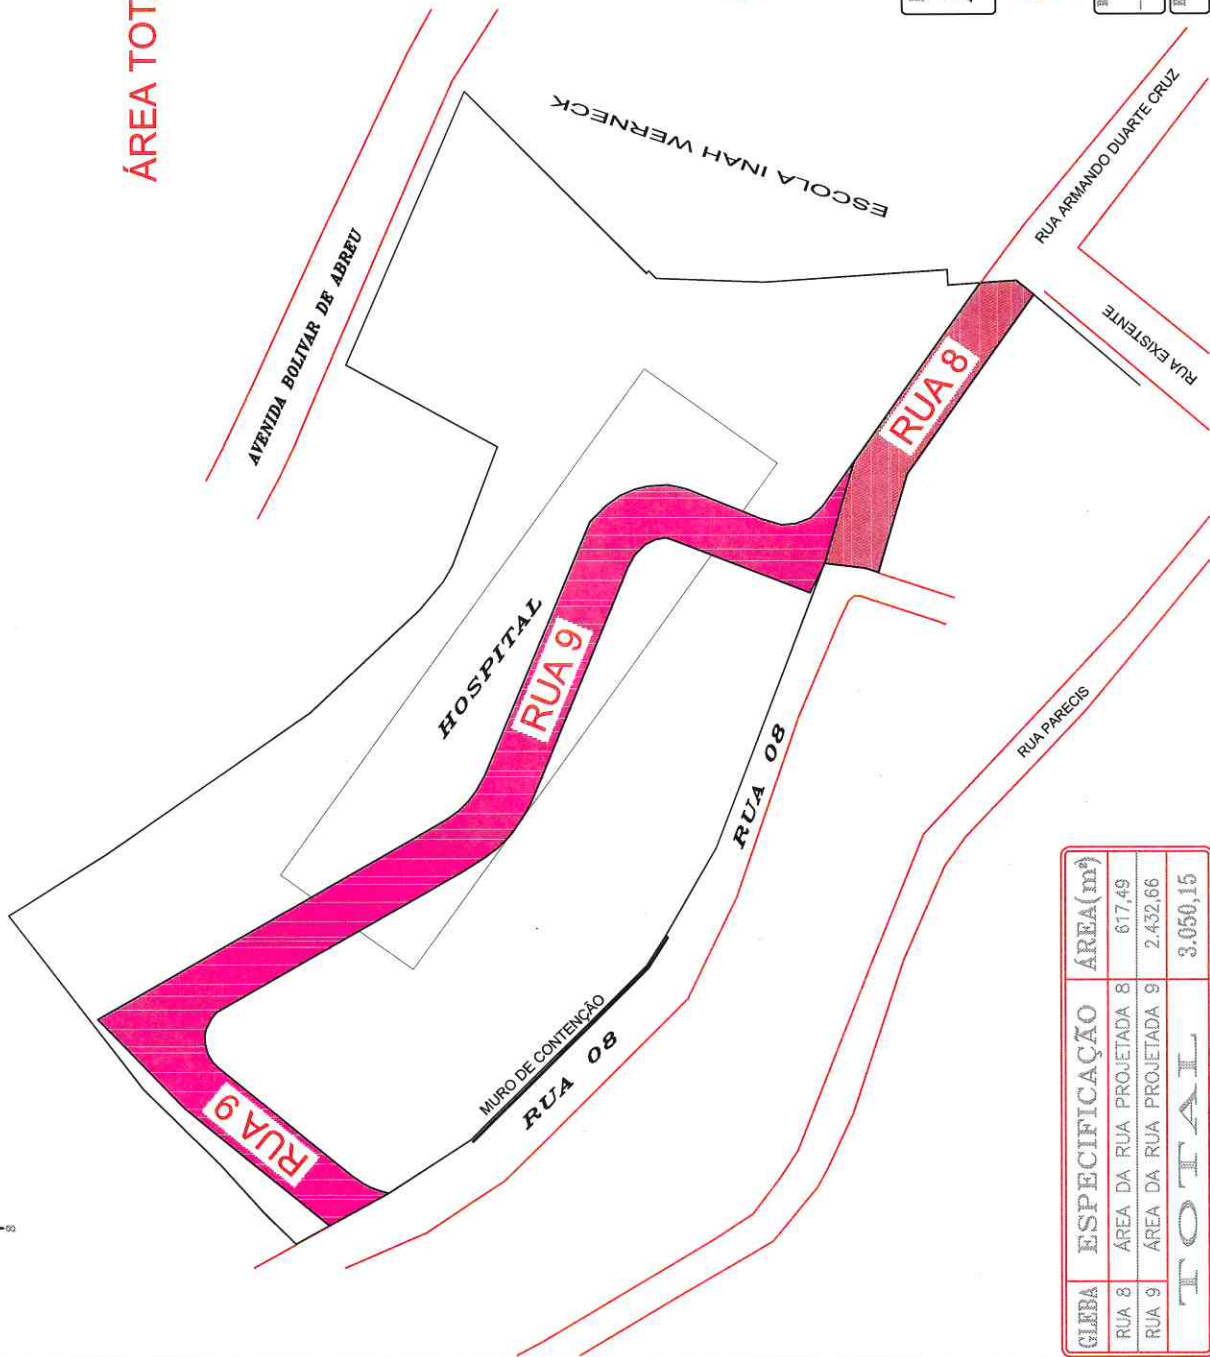 ÁREA TOT
AVENIDA BOLIVAR DE ABREU
ESCOLA INAH WERNECK
RUA ARMANDO DUARTE CRUZ
RUA EXISTENTE
RUA 8
HOSPITAL
RUA 9
RUA 08
RUA PARECIS
MURO DE CONTENÇÃO
RUA 08
RUA 9
GLEBA ESPECIFICAÇÃO ÁREA(m²)
RUA 8 ÁREA DA RUA PROJETADA 8 617,49
RUA 9 ÁREA DA RUA PROJETADA 9 2.432,66
TOTAL 3.050,15